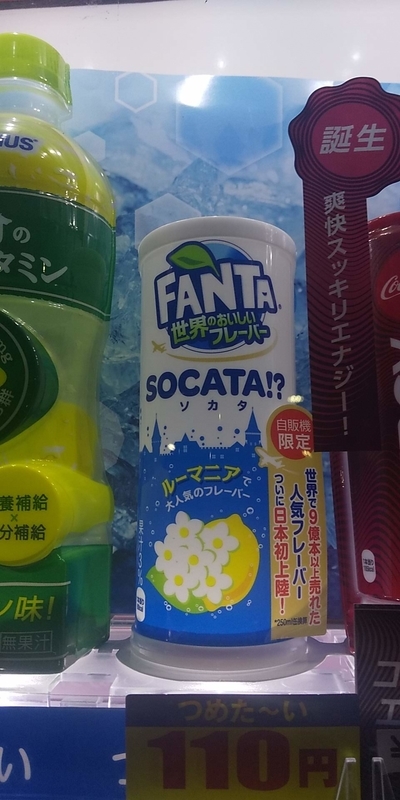 誕生
爽快スッキリエナジー!!
FANTA
世界のおいしい
フレーバー
SOCATA!?
ソカタ
自販機
限定
ルーマニアで
大人気のフレーバー
世界で9億本以上売れた
人気フレーバー
ついに日本初上陸!
*250ml缶換算
タミン
養補給
分補給
味!
無果汁
つめた〜い
110円
い